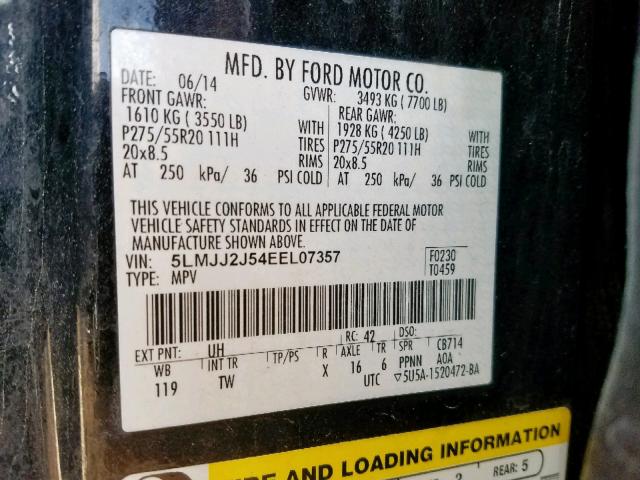 MFD. BY FORD MOTOR CO.
DATE: 06/14 GVWR: 3493 KG ( 7700 LB)
FRONT GAWR: REAR GAWR:
1610 KG ( 3550 LB) WITH 1928 KG ( 4250 LB) WITH
P275/55R20 111H TIRES P275/55R20 111H TIRES
20x8.5 RIMS 20x8.5 RIMS
AT 250 kPa/ 36 PSI COLD AT 250 kPa/ 36 PSI COLD
THIS VEHICLE CONFORMS TO ALL APPLICABLE FEDERAL MOTOR
VEHICLE SAFETY STANDARDS IN EFFECT ON THE DATE OF
MANUFACTURE SHOWN ABOVE.
VIN: 5LMJJ2J54EEL07357 F0230
TYPE: MPV T0459
EXT PNT: UH RC: 42 DSO: CB714
WB INT TR TP/PS R AXLE TR SPR PPNN A0A
119 TW X 16 6
UTC ▽5U5A-1520472-BA
AND LOADING INFORMATION
REAR: 5